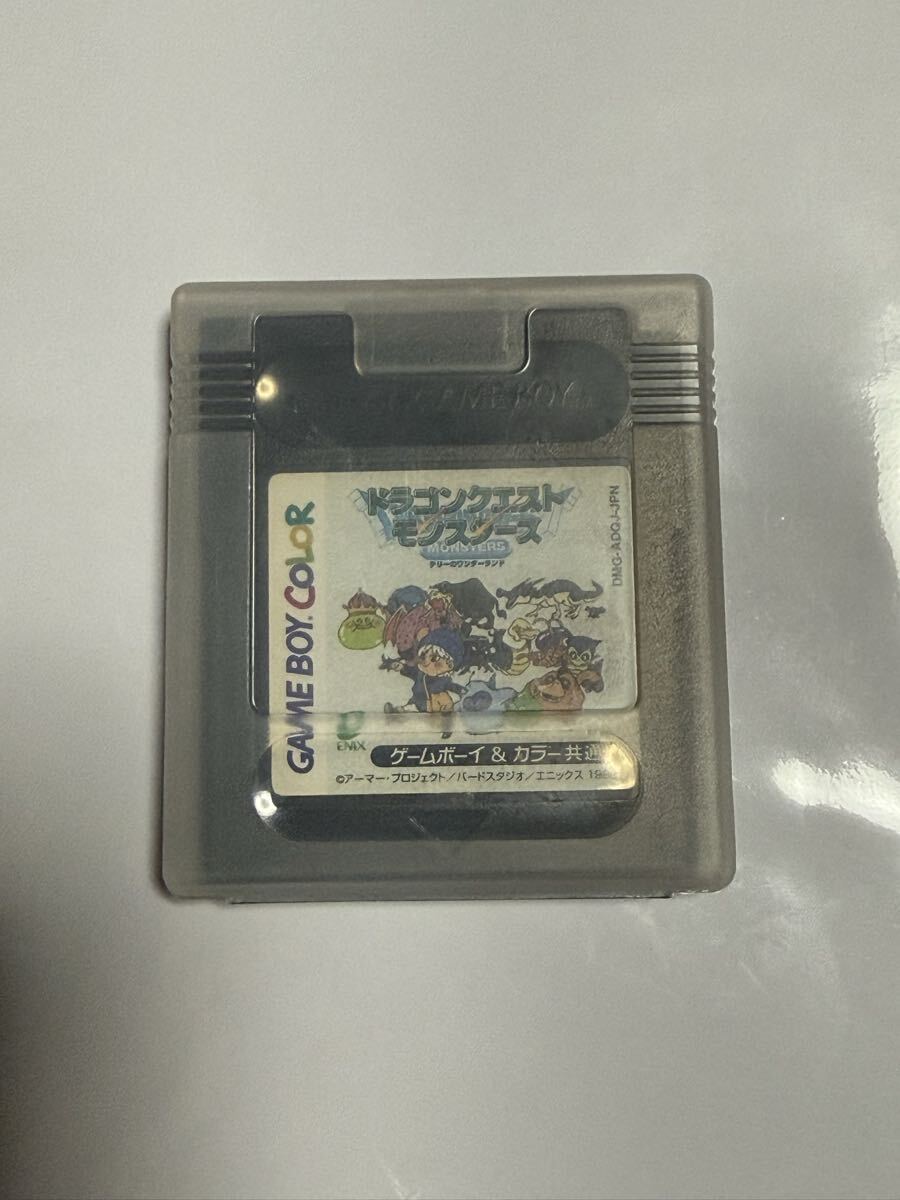 GAME BOY
ドラゴンクエスト
モンスターズ
MONSTERS
テリーのワンダーランド
DMG-ADQJ-JPN
GAME BOY COLOR
ENIX
ゲームボーイ & カラー共通
©アーマー・プロジェクト/バードスタジオ/エニックス